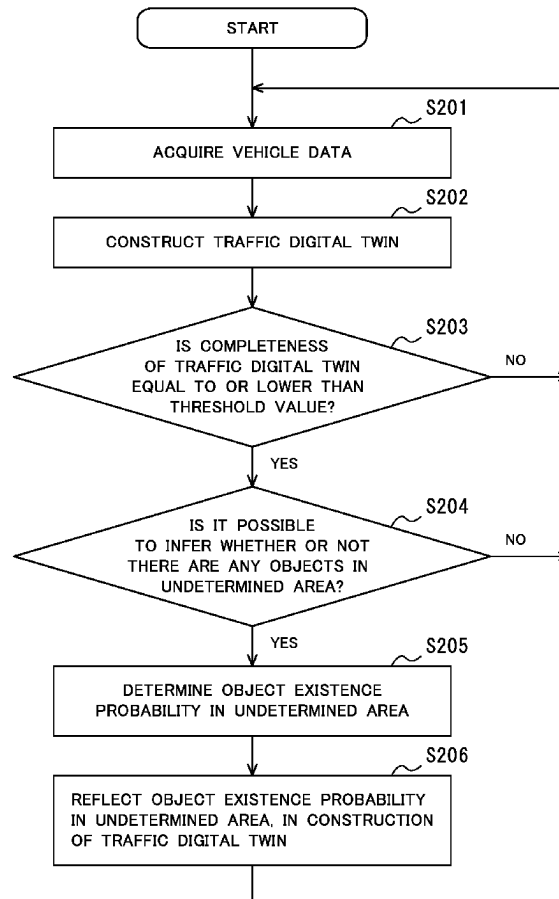 START
S201
ACQUIRE VEHICLE DATA
S202
CONSTRUCT TRAFFIC DIGITAL TWIN
S203
IS COMPLETENESS
OF TRAFFIC DIGITAL TWIN
EQUAL TO OR LOWER THAN
THRESHOLD VALUE?
NO
YES
S204
IS IT POSSIBLE
TO INFER WHETHER OR NOT
THERE ARE ANY OBJECTS IN
UNDETERMINED AREA?
NO
YES
S205
DETERMINE OBJECT EXISTENCE
PROBABILITY IN UNDETERMINED AREA
S206
REFLECT OBJECT EXISTENCE PROBABILITY
IN UNDETERMINED AREA, IN CONSTRUCTION
OF TRAFFIC DIGITAL TWIN